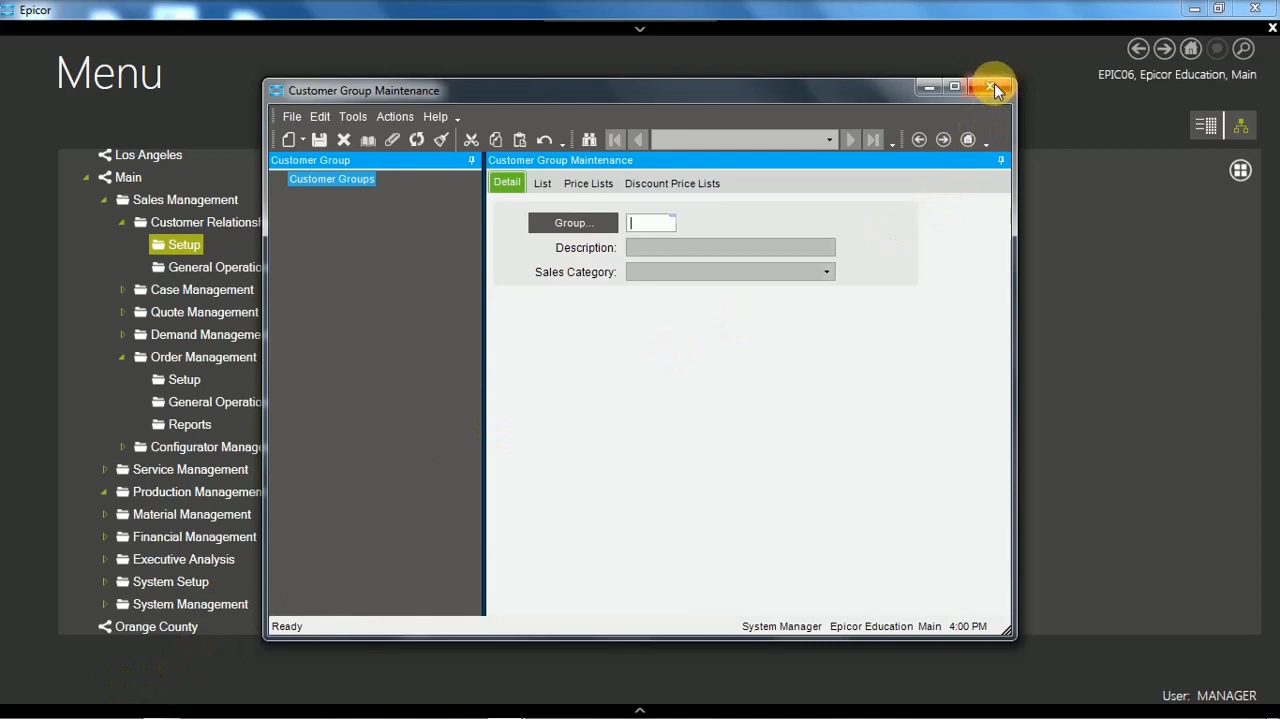 Epicor
Menu
EPIC06, Epicor Education, Main
Los Angeles
Main
Sales Management
Customer Relationsh
Setup
General Operatio
Case Management
Quote Management
Demand Manageme
Order Management
Setup
General Operatio
Reports
Configurator Manag
Service Management
Production Managemen
Material Management
Financial Management
Executive Analysis
System Setup
System Management
Orange County
Customer Group Maintenance
File Edit Tools Actions Help
Customer Group
Customer Groups
Customer Group Maintenance
Detail List Price Lists Discount Price Lists
Group...
Description:
Sales Category:
Ready System Manager Epicor Education Main 4:00 PM
User: MANAGER